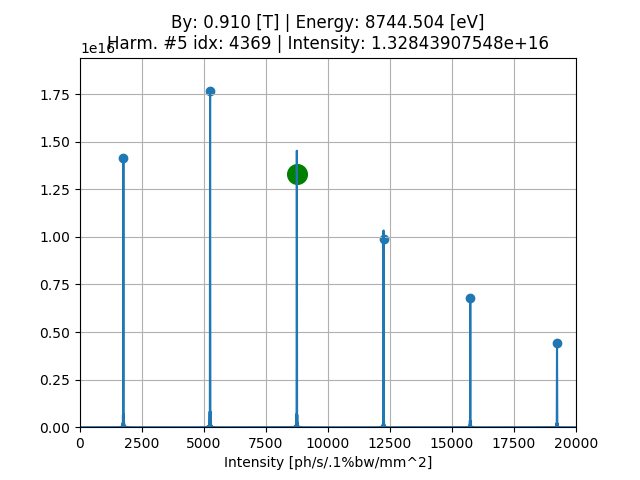 By: 0.910 [T] | Energy: 8744.504 [eV]
Harm. #5 idx: 4369 | Intensity: 1.32843907548e+16
1e16
1.75
1.50
1.25
1.00
0.75
0.50
0.25
0.00
0 2500 5000 7500 10000 12500 15000 17500 20000
Intensity [ph/s/.1%bw/mm^2]